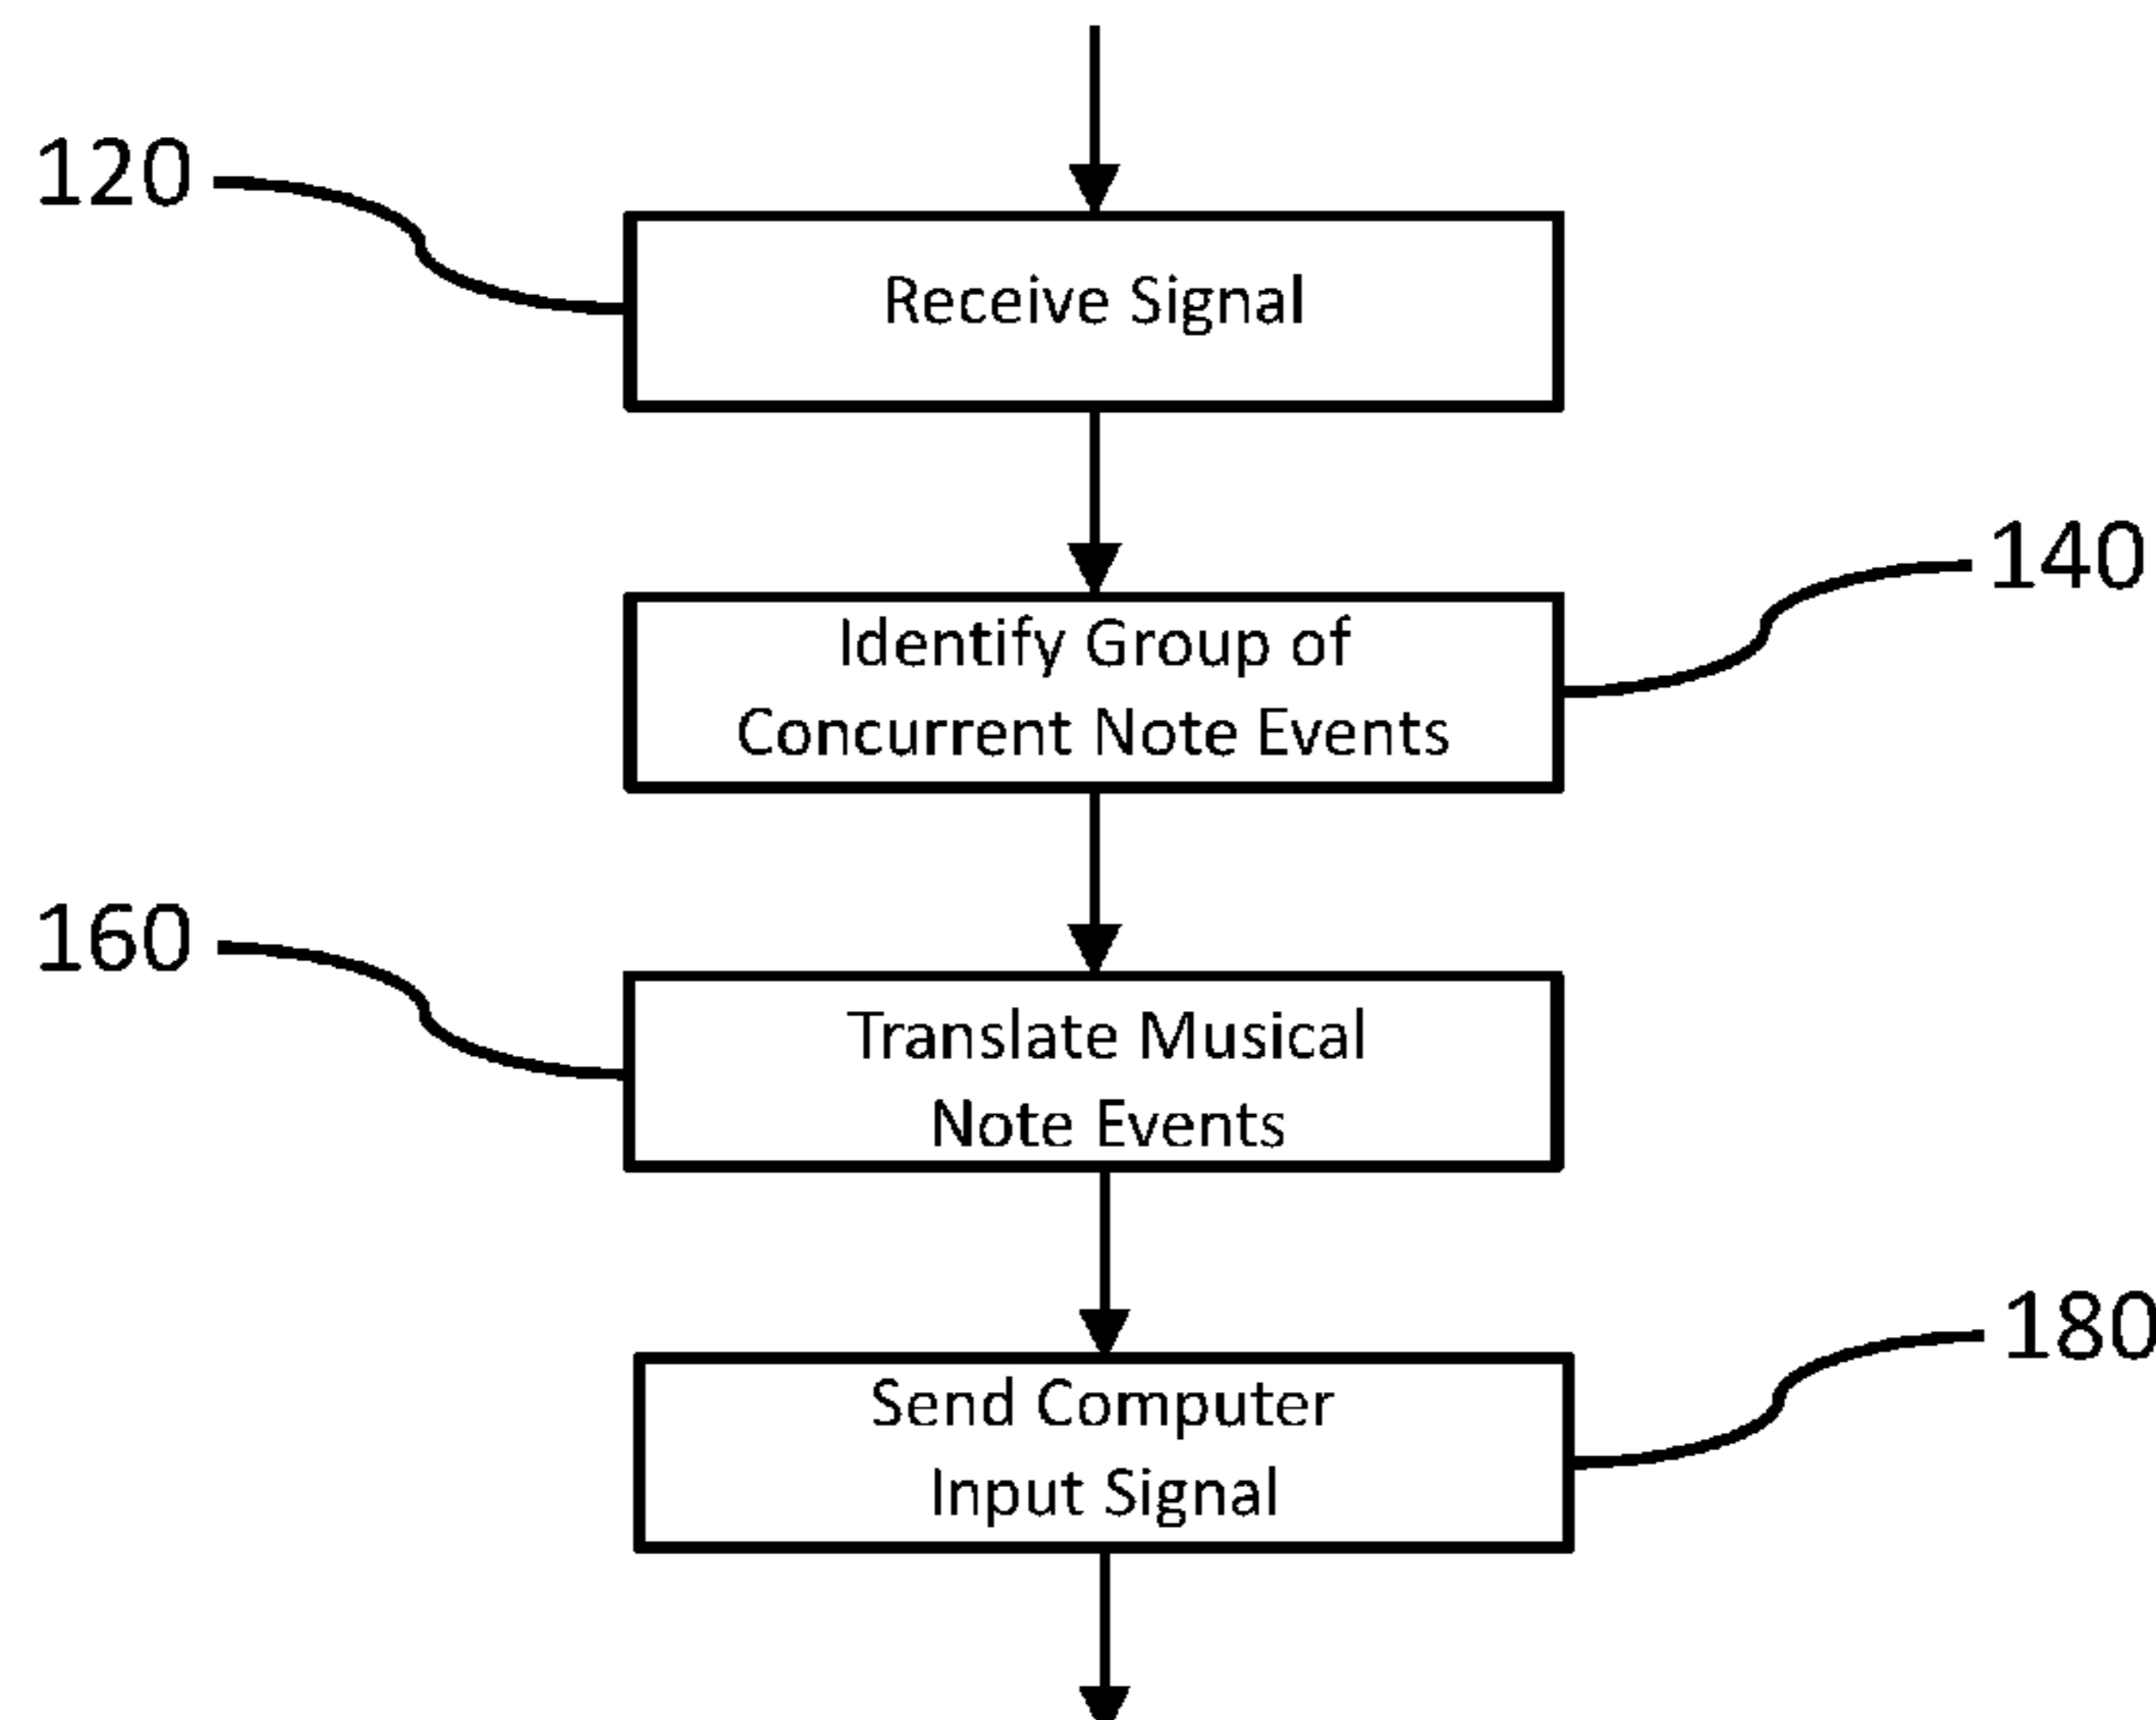 120
Receive Signal
140
Identify Group of
Concurrent Note Events
160
Translate Musical
Note Events
180
Send Computer
Input Signal